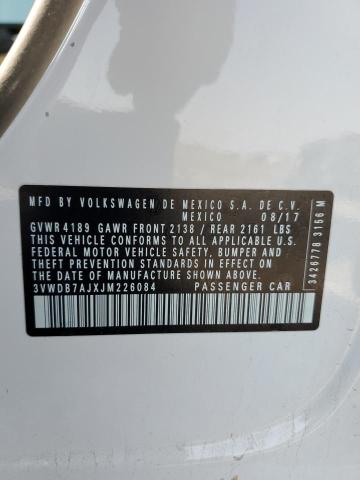 MFD BY VOLKSWAGEN DE MEXICO S.A. DE C.V.
MEXICO 08/17
GVWR 4189 GAWR FRONT 2138 / REAR 2161 LBS
THIS VEHICLE CONFORMS TO ALL APPLICABLE U.S.
FEDERAL MOTOR VEHICLE SAFETY, BUMPER AND
THEFT PREVENTION STANDARDS IN EFFECT ON THE
DATE OF MANUFACTURE SHOWN ABOVE.
3VWDB7AJXJM226084 PASSENGER CAR
3426778 3156 M